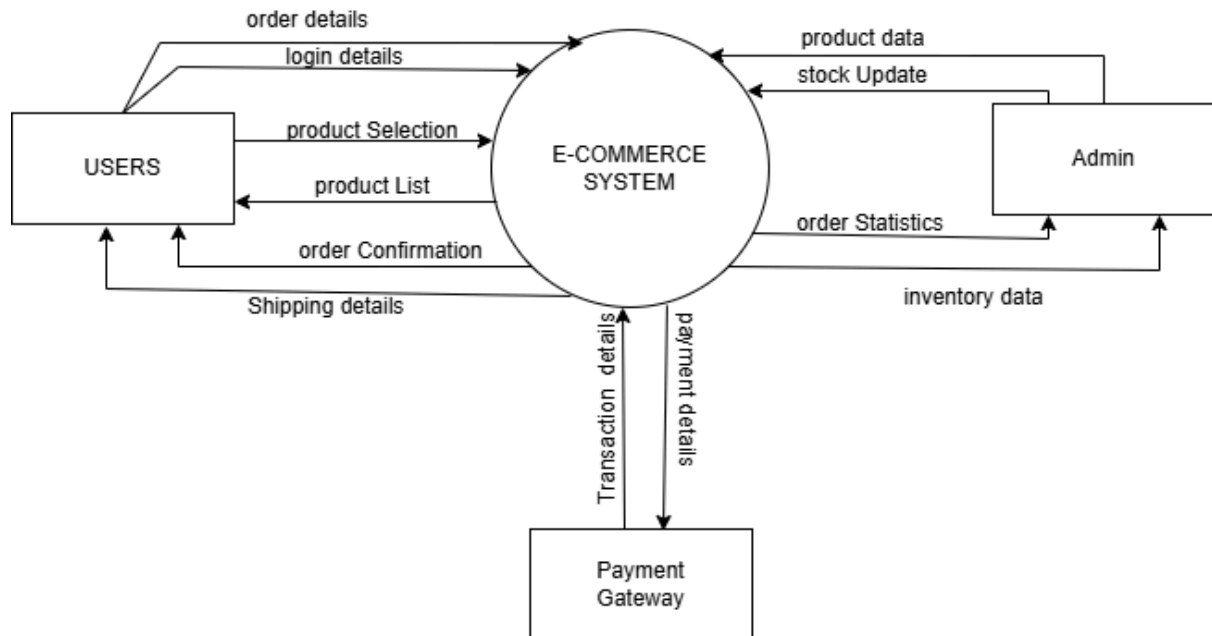 order details
login details
product data
stock Update
product Selection
USERS
E-COMMERCE
SYSTEM
Admin
product List
order Statistics
order Confirmation
Shipping details
inventory data
Transaction details
payment details
Payment
Gateway